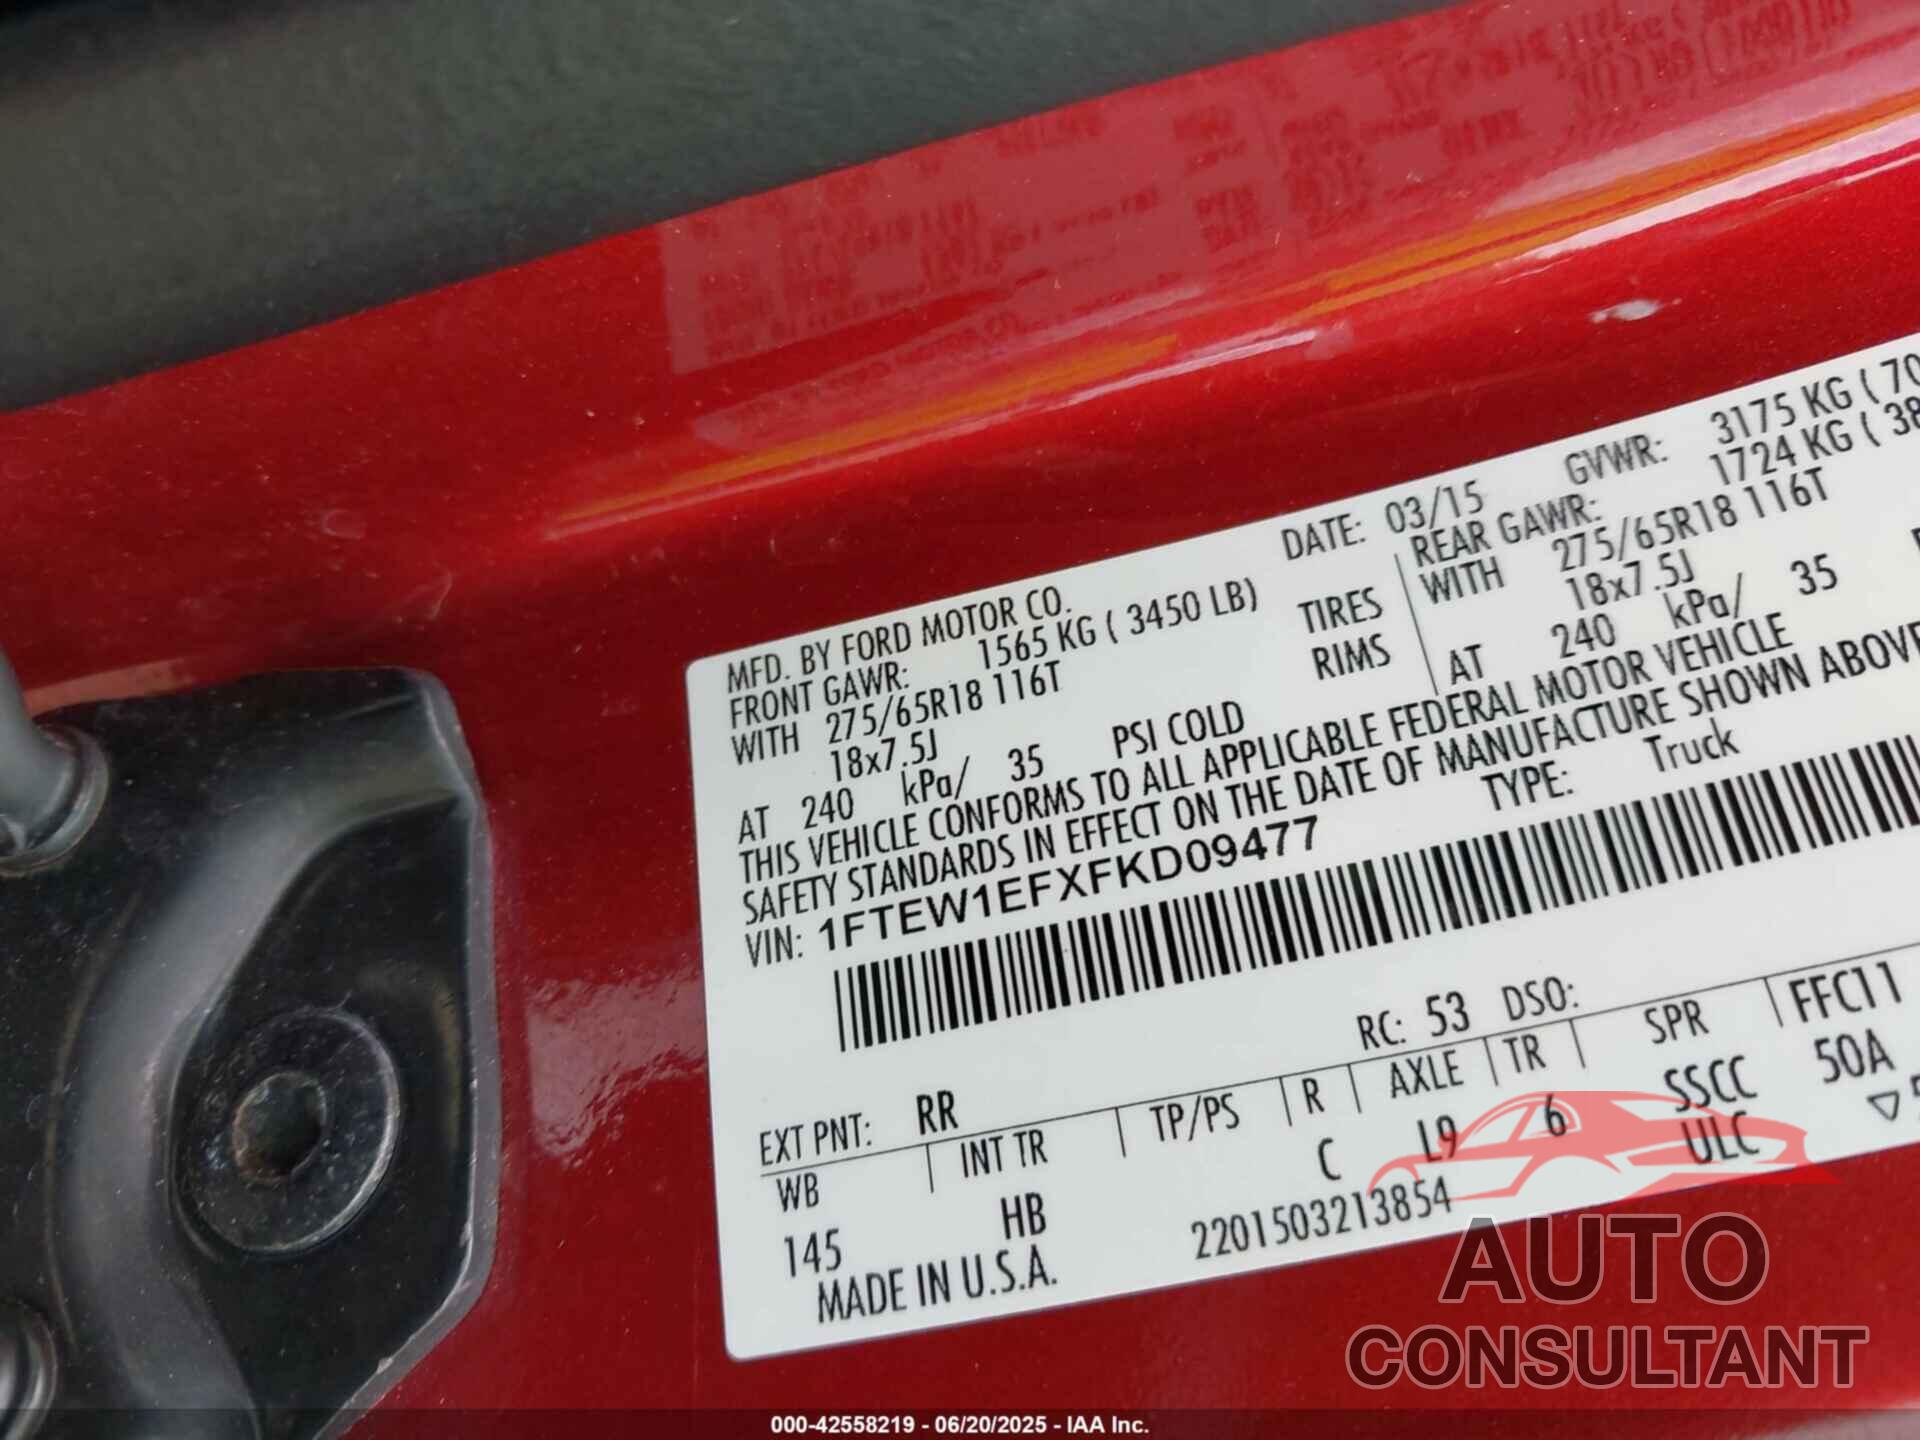 MFD. BY FORD MOTOR CO.
DATE: 03/15
GVWR: 3175 KG ( 70
FRONT GAWR: 1565 KG ( 3450 LB)
REAR GAWR: 1724 KG ( 38
WITH 275/65R18 116T
TIRES
WITH 275/65R18 116T
18x7.5J
RIMS
18x7.5J
AT 240 kPa/ 35 PSI COLD
AT 240 kPa/ 35
THIS VEHICLE CONFORMS TO ALL APPLICABLE FEDERAL MOTOR VEHICLE
SAFETY STANDARDS IN EFFECT ON THE DATE OF MANUFACTURE SHOWN ABOVE
VIN: 1FTEW1EFXFKD09477
TYPE: Truck
EXT PNT: RR
RC: 53 DSO:
FFC11
WB INT TR TP/PS R AXLE TR SPR
50A
145 HB C L9 6 SSCC
ULC
MADE IN U.S.A.
2201503213854
AUTO
CONSULTANT
000-42558219 - 06/20/2025 - IAA Inc.